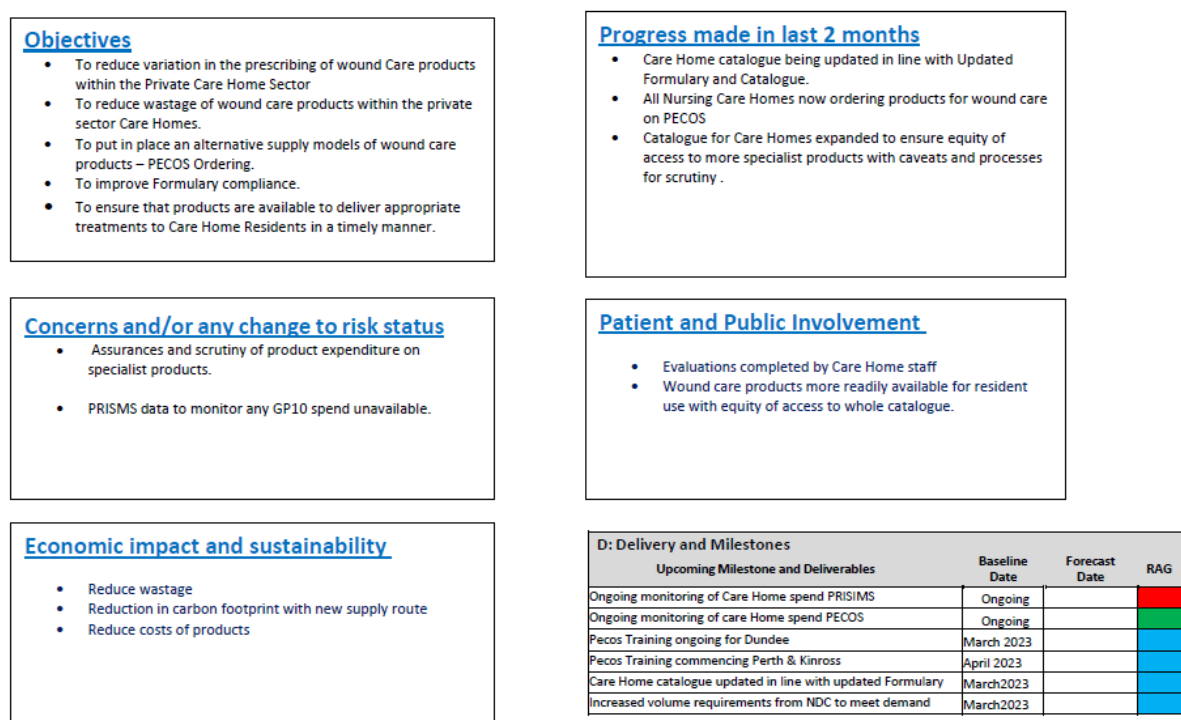 Objectives
• To reduce variation in the prescribing of wound Care products
within the Private Care Home Sector
• To reduce wastage of wound care products within the private
sector Care Homes.
• To put in place an alternative supply models of wound care
products – PECOS Ordering.
• To improve Formulary compliance.
• To ensure that products are available to deliver appropriate
treatments to Care Home Residents in a timely manner.
Progress made in last 2 months
• Care Home catalogue being updated in line with Updated
Formulary and Catalogue.
• All Nursing Care Homes now ordering products for wound care
on PECOS
• Catalogue for Care Homes expanded to ensure equity of
access to more specialist products with caveats and processes
for scrutiny .
Concerns and/or any change to risk status
• Assurances and scrutiny of product expenditure on
specialist products.
• PRISMS data to monitor any GP10 spend unavailable.
Patient and Public Involvement
• Evaluations completed by Care Home staff
• Wound care products more readily available for resident
use with equity of access to whole catalogue.
Economic impact and sustainability
• Reduce wastage
• Reduction in carbon footprint with new supply route
• Reduce costs of products
D: Delivery and Milestones
Upcoming Milestone and Deliverables Baseline Date Forecast Date RAG
Ongoing monitoring of Care Home spend PRISIMS Ongoing
Ongoing monitoring of care Home spend PECOS Ongoing
Pecos Training ongoing for Dundee March 2023
Pecos Training commencing Perth & Kinross April 2023
Care Home catalogue updated in line with updated Formulary March2023
Increased volume requirements from NDC to meet demand March2023